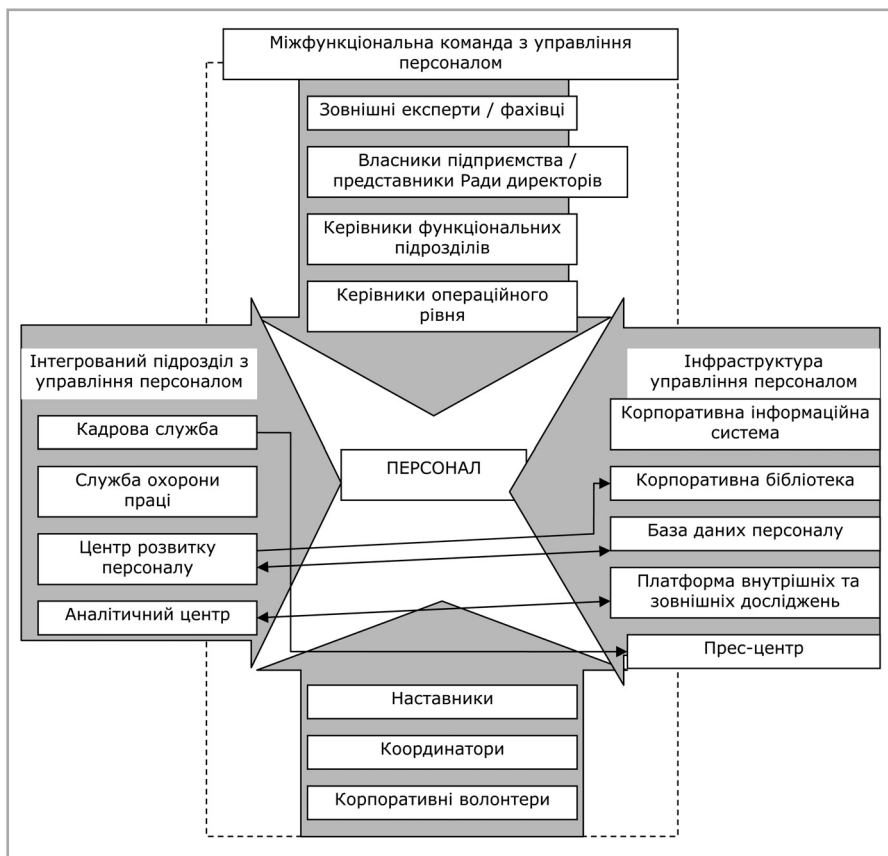 Міжфункціональна команда з управління
персоналом
Зовнішні експерти / фахівці
Власники підприємства /
представники Ради директорів
Керівники функціональних
підрозділів
Керівники операційного
рівня
Інтегрований підрозділ з
управління персоналом
Кадрова служба
Служба охорони
праці
Центр розвитку
персоналу
Аналітичний центр
ПЕРСОНАЛ
Інфраструктура
управління персоналом
Корпоративна інформаційна
система
Корпоративна бібліотека
База даних персоналу
Платформа внутрішніх та
зовнішніх досліджень
Прес-центр
Наставники
Координатори
Корпоративні волонтери